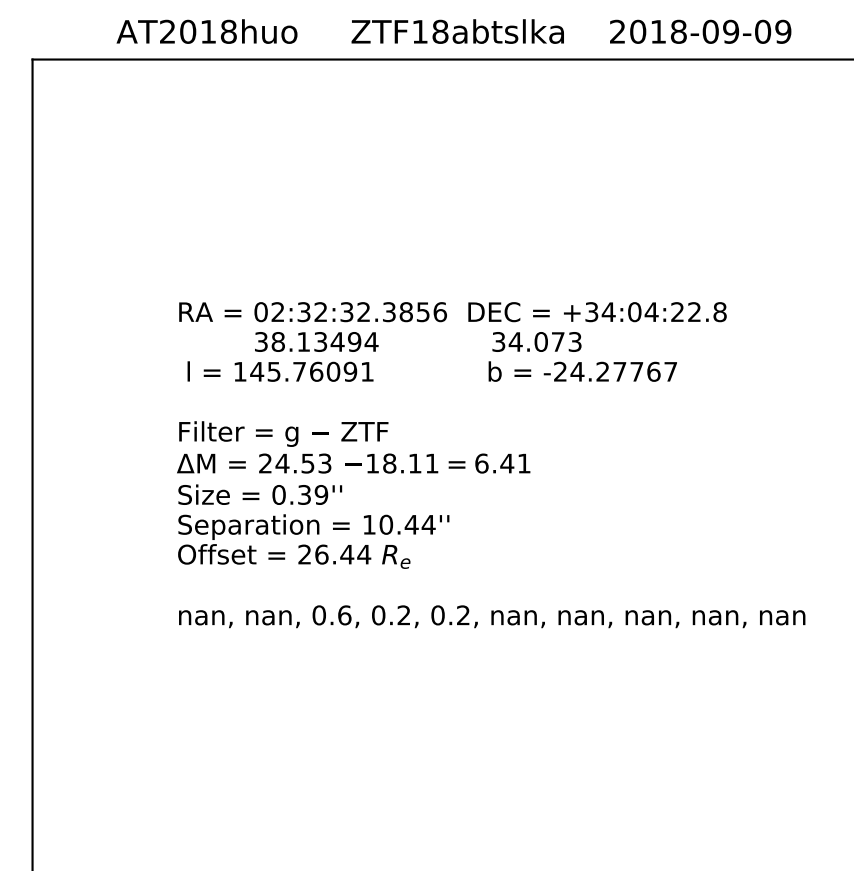 AT2018huo ZTF18abtslka 2018-09-09
RA = 02:32:32.3856 DEC = +34:04:22.8
38.13494 34.073
l = 145.76091 b = -24.27767
Filter = g − ZTF
ΔM = 24.53 −18.11 = 6.41
Size = 0.39''
Separation = 10.44''
Offset = 26.44 Rₑ
nan, nan, 0.6, 0.2, 0.2, nan, nan, nan, nan, nan